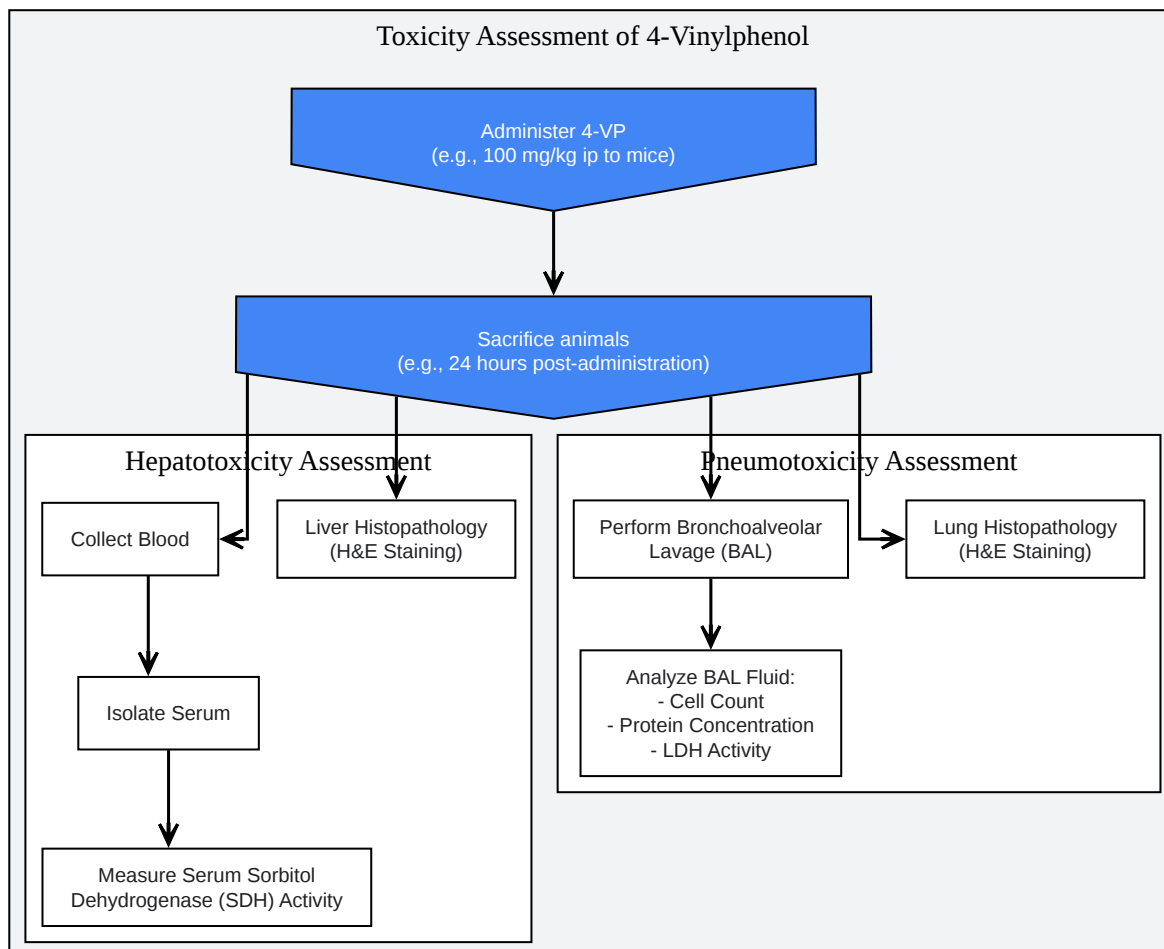 Toxicity Assessment of 4-Vinylphenol
Administer 4-VP
(e.g., 100 mg/kg ip to mice)
Sacrifice animals
(e.g., 24 hours post-administration)
Hepatotoxicity Assessment
Collect Blood
Liver Histopathology
(H&E Staining)
Isolate Serum
Measure Serum Sorbitol
Dehydrogenase (SDH) Activity
Pneumotoxicity Assessment
Perform Bronchoalveolar
Lavage (BAL)
Lung Histopathology
(H&E Staining)
Analyze BAL Fluid:
- Cell Count
- Protein Concentration
- LDH Activity